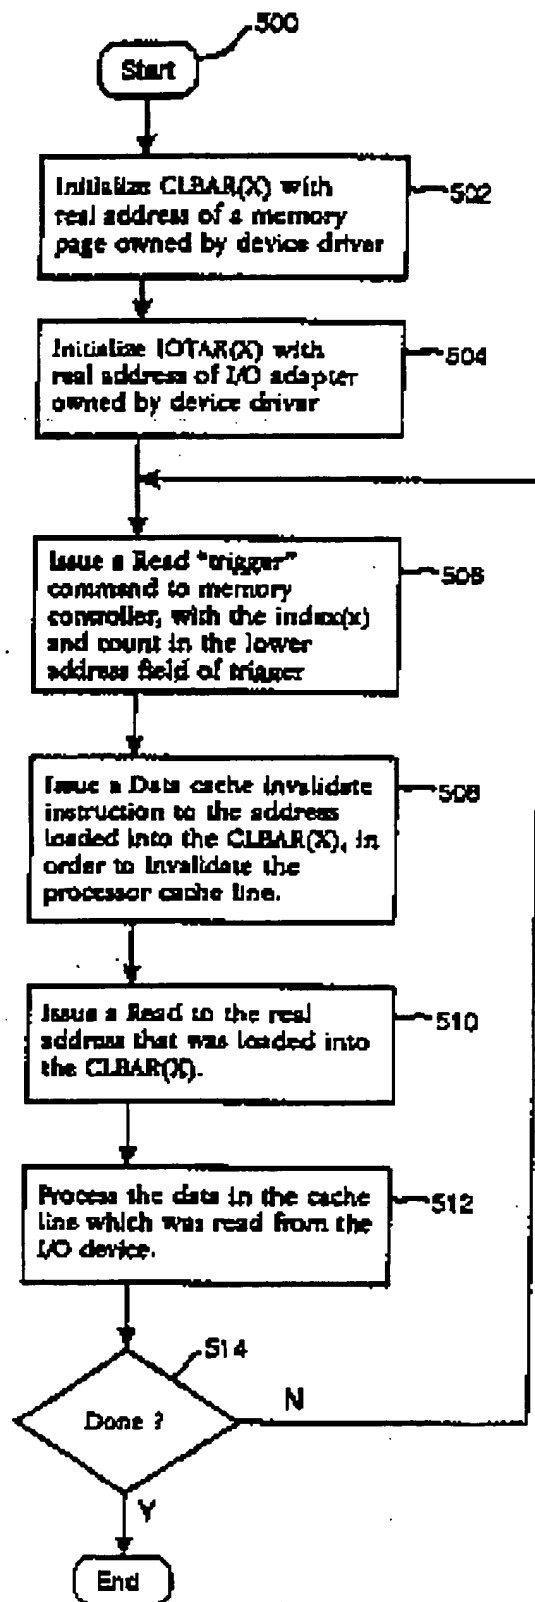 500
Start
Initialize CLBAR(X) with
real address of a memory
page owned by device driver
502
Initialize IOTAR(X) with
real address of I/O adapter
owned by device driver
504
Issue a Read "trigger"
command to memory
controller, with the index(x)
and count in the lower
address field of trigger
506
Issue a Data cache invalidate
instruction to the address
loaded into the CLBAR(X), in
order to invalidate the
processor cache line.
508
Issue a Read to the real
address that was loaded into
the CLBAR(X).
510
Process the data in the cache
line which was read from the
I/O device.
512
514
Done ?
N
Y
End